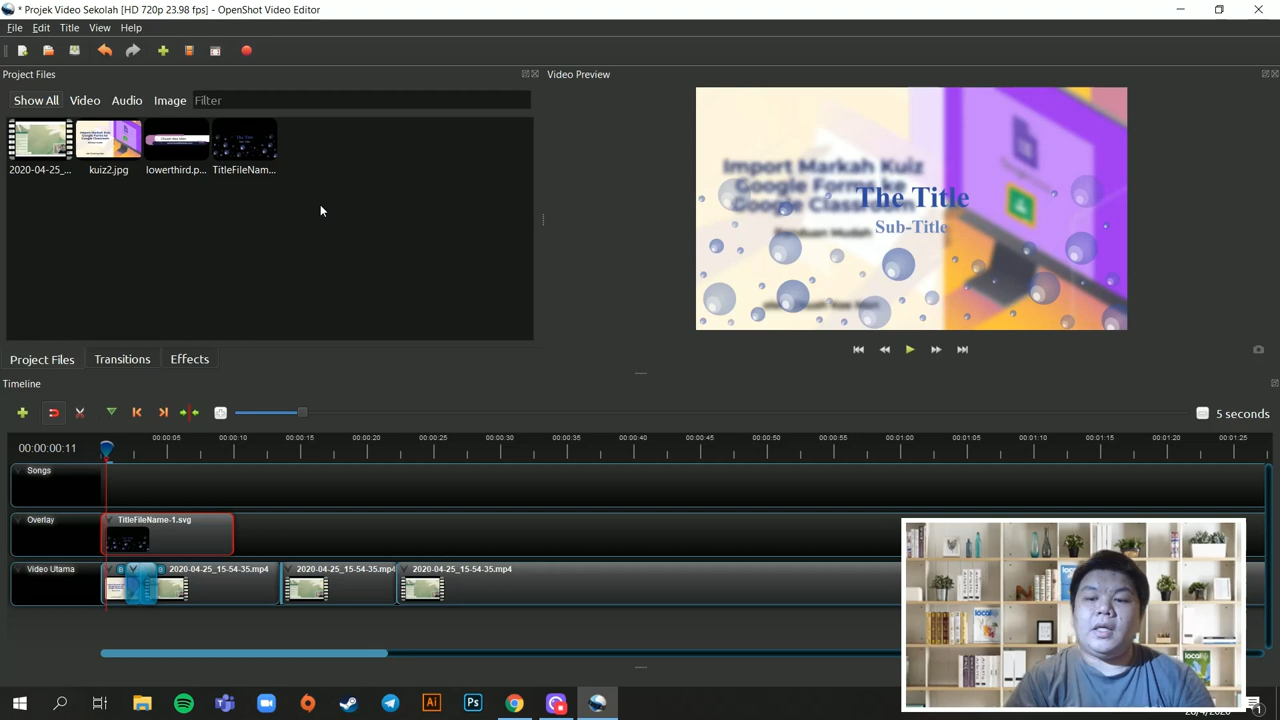 * Projek Video Sekolah [HD 720p 23.98 fps] - OpenShot Video Editor
File Edit Title View Help
Project Files
Video Preview
Show All Video Audio Image Filter
2020-04-25_...
kuiz2.jpg
lowerthird.p...
TitleFileNam...
Import Markah Kuiz
Google Forms ke
Google Classroom
The Title
Sub-Title
Project Files Transitions Effects
Timeline
5 seconds
00:00:00:11
00:00:05 00:00:10 00:00:15 00:00:20 00:00:25 00:00:30 00:00:35 00:00:40 00:00:45 00:00:50 00:00:55 00:01:00 00:01:05 00:01:10 00:01:15 00:01:20 00:01:25
Songs
Overlay
TitleFileName-1.svg
Video Utama
2020-04-25_15-54-35.mp4
2020-04-25_15-54-35.mp4
2020-04-25_15-54-35.mp4
local
local
Ai
Ps